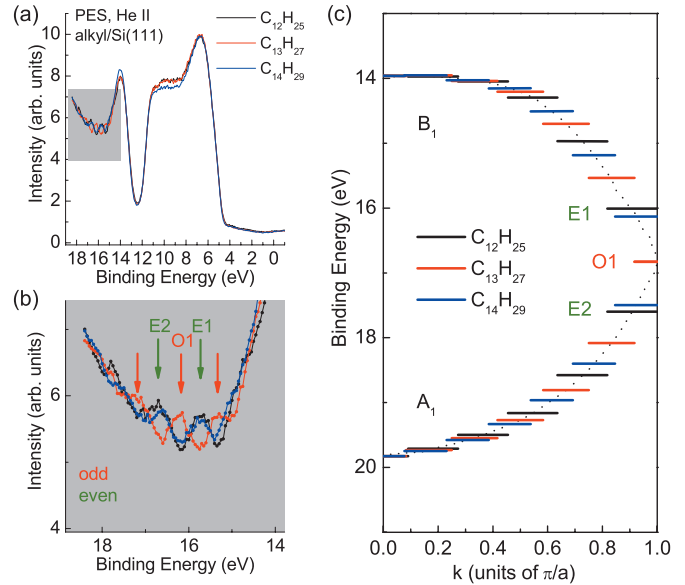 (a)
PES, He II
alkyl/Si(111)
C₁₂H₂₅
C₁₃H₂₇
C₁₄H₂₉
Intensity (arb. units)
10
8
6
4
2
0
18 16 14 12 10 8 6 4 2 0
Binding Energy (eV)
(b)
E2 O1 E1
Intensity (arb. units)
6
5
4
odd
even
18 16 14
Binding Energy (eV)
(c)
Binding Energy (eV)
14
16
18
20
B₁
E1
C₁₂H₂₅
C₁₃H₂₇
C₁₄H₂₉
O1
E2
A₁
0.0 0.2 0.4 0.6 0.8 1.0
k (units of π/a)